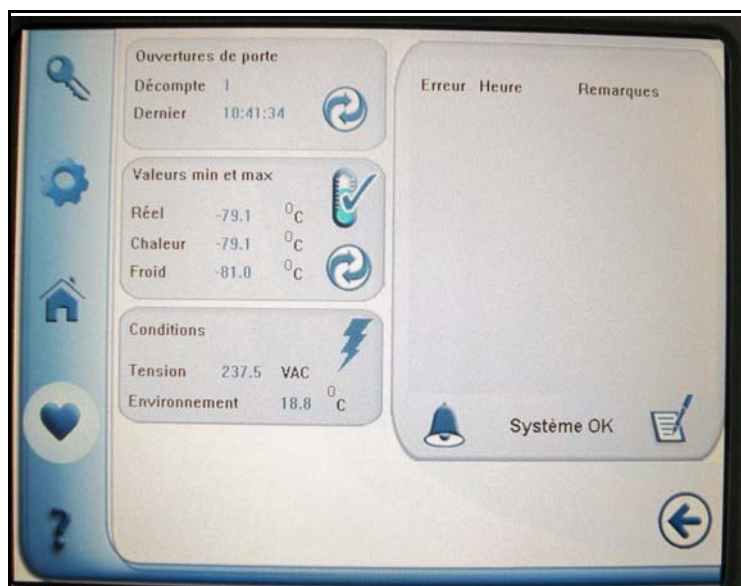 Ouvertures de porte
Décompte 1
Dernier 10:41:34
Valeurs min et max
Réel -79.1 °C
Chaleur -79.1 °C
Froid -81.0 °C
Conditions
Tension 237.5 VAC
Environnement 18.8 °C
Erreur Heure Remarques
Système OK
?